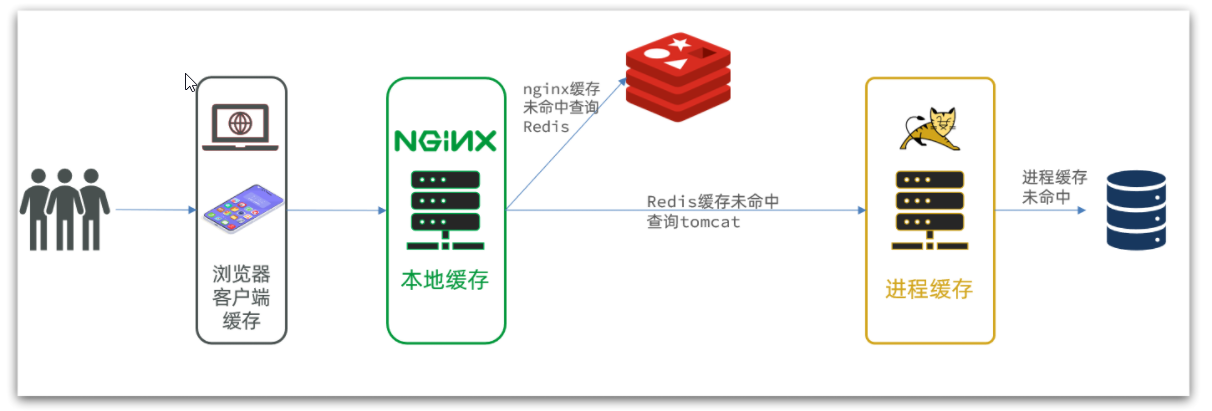 浏览器
客户端
缓存
NGINX
本地缓存
nginx缓存
未命中查询
Redis
Redis缓存未命中
查询tomcat
进程缓存
进程缓存
未命中